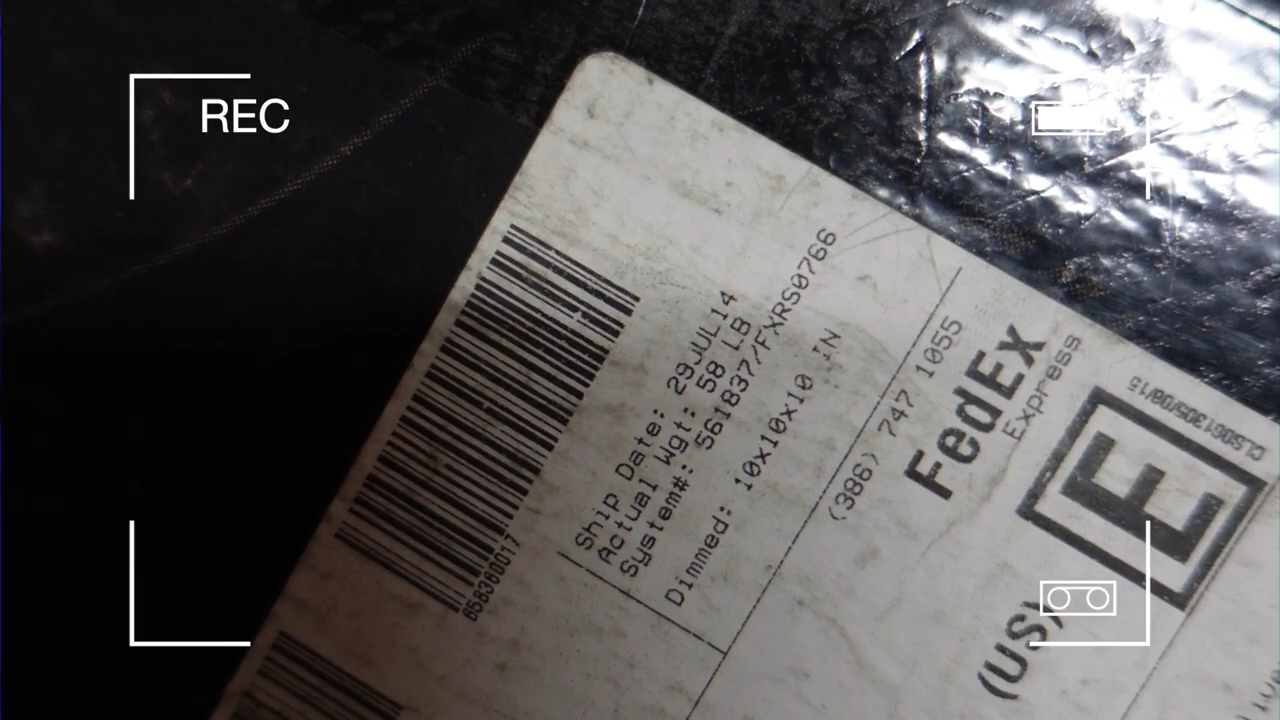 REC
658360017
Ship Date: 29JUL14
Actual Wgt: 58 LB
System#: 561837/FXRS0766
Dimmed: 10x10x10 IN
(386) 747 1055
FedEx
Express
E
CLS061305/08/15
(US)